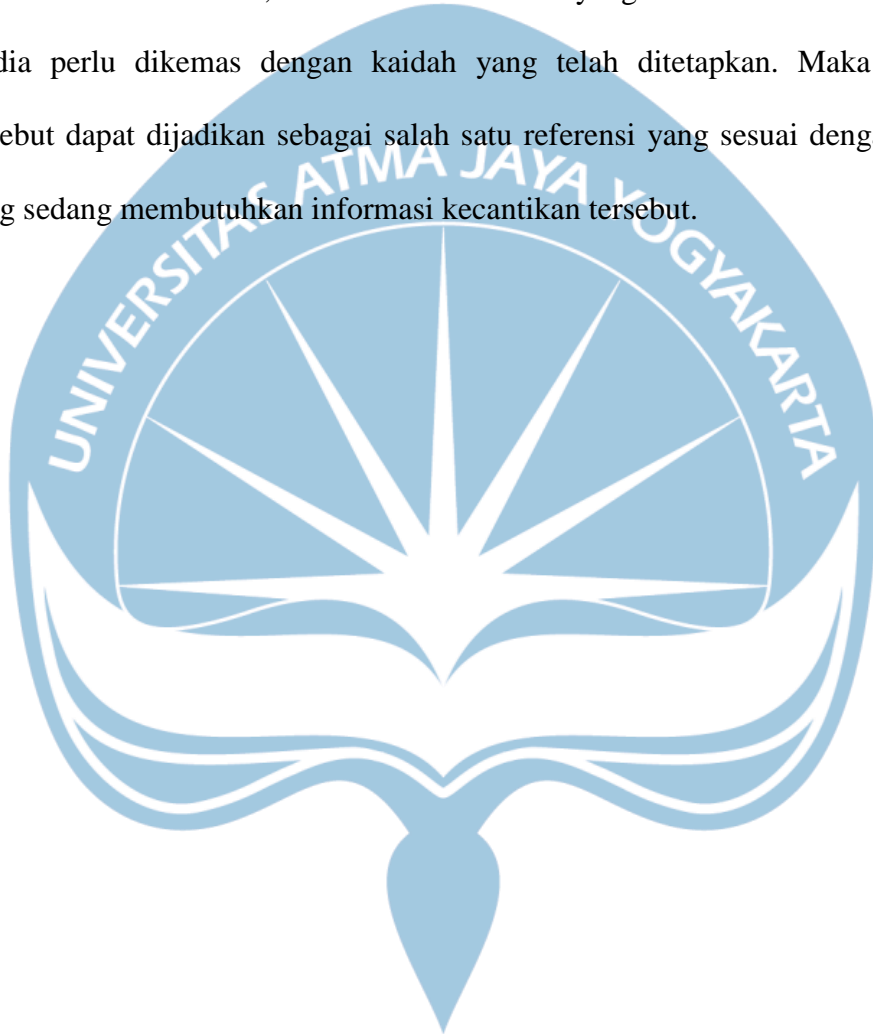 dia perlu dikemas dengan kaidah yang telah ditetapkan. Maka
ebut dapat dijadikan sebagai salah satu referensi yang sesuai denga
g sedang membutuhkan informasi kecantikan tersebut.
UNIVERSITAS ATMA JAYA YOGYAKARTA